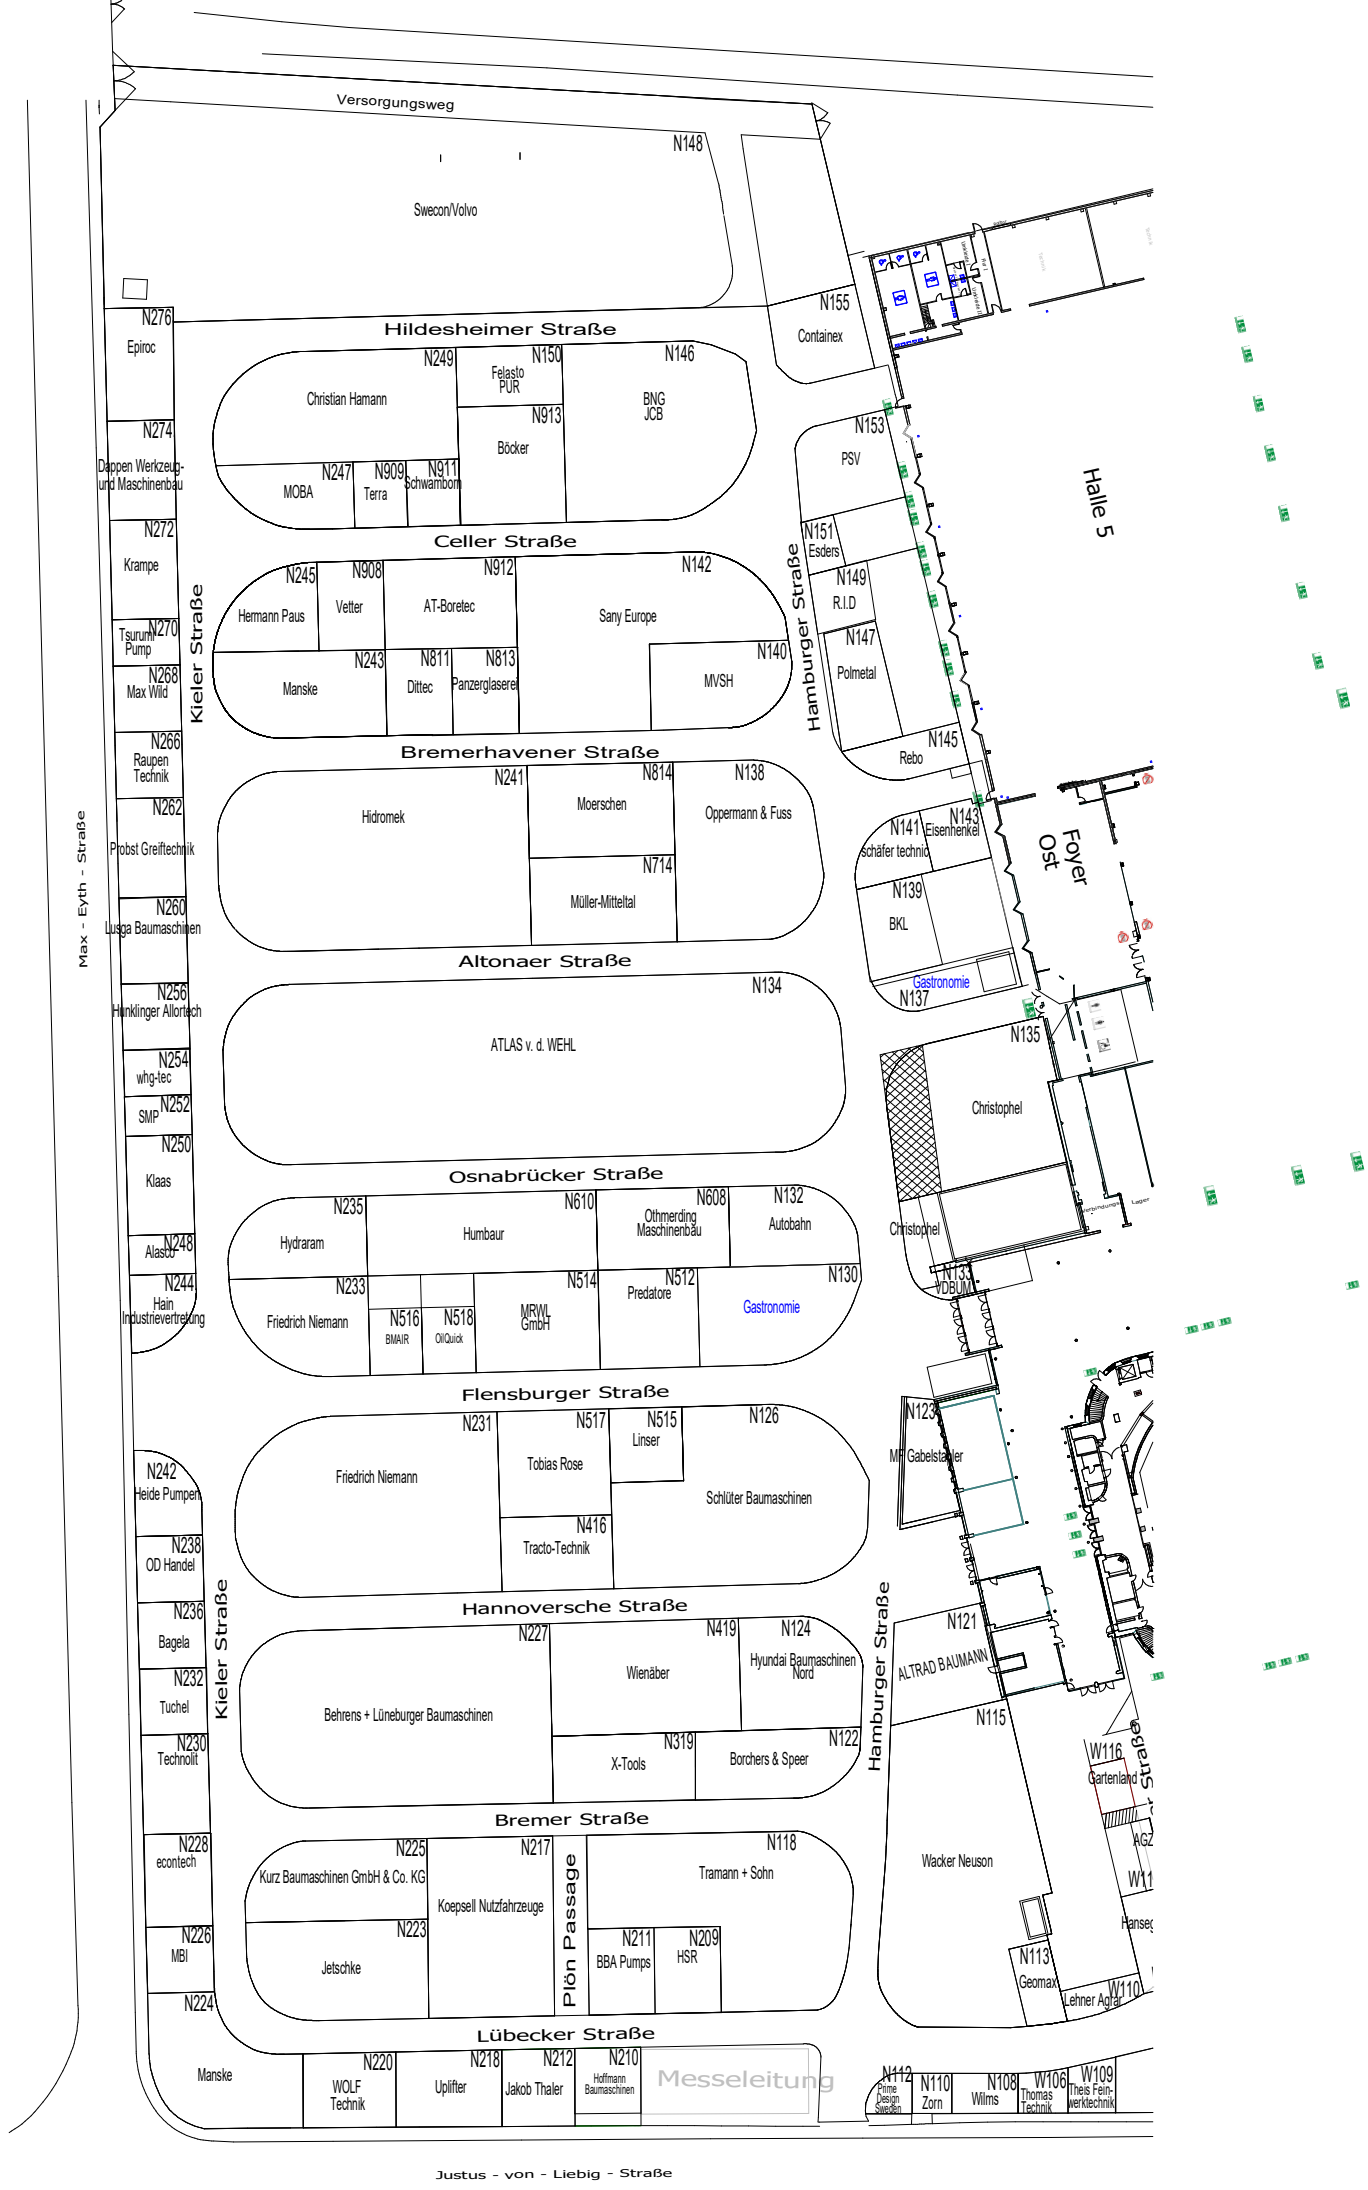 Versorgungsweg
N148
Swecon/Volvo
N276
Epiroc
Hildesheimer Straße
N155
Containex
N249
Christian Hamann
N150
Felasto
PUR
N146
BNG
JCB
N913
Böcker
N274
Dappen Werkzeug-
und Maschinenbau
N247
MOBA
N909
Terra
N911
Schwamborn
N153
PSV
Halle 5
N272
Krampe
Celler Straße
N151
Esders
Hamburger Straße
Kieler Straße
N245
Hermann Paus
N908
Vetter
N912
AT-Boretec
N142
Sany Europe
N149
R.I.D
N270
Tsurumi
Pump
N268
Max Wild
N243
Manske
N811
Dittec
N813
Panzerglaserei
N140
MVSH
N147
Polmetal
N266
Raupen
Technik
Bremerhavener Straße
N145
Rebo
N262
Probst Greiftechnik
N241
Hidromek
N814
Moerschen
N138
Oppermann & Fuss
N714
Müller-Mitteltal
N143
Eisenhenkel
N141
schäfer technic
Foyer
Ost
Max - Eyth - Straße
N260
Lusga Baumaschinen
N139
BKL
Altonaer Straße
Gastronomie
N137
N256
Hunklinger Allortech
N134
ATLAS v. d. WEHL
N135
Christophel
N254
whg-tec
N252
SMP
N250
Klaas
Osnabrücker Straße
Lager
N235
Hydraram
N610
Humbaur
N608
Othmerding
Maschinenbau
N132
Autobahn
Christophel
N248
Alasco
N244
Hain
Industrievertretung
N233
Friedrich Niemann
N516
BMAIR
N518
OilQuick
N514
MRWL
GmbH
N512
Predatore
N130
Gastronomie
N133
VDBUM
Flensburger Straße
N231
Friedrich Niemann
N517
Tobias Rose
N515
Linser
N126
Schlüter Baumaschinen
N123
MF Gabelstapler
N242
Heide Pumpen
N416
Tracto-Technik
N238
OD Handel
Hannoversche Straße
Kieler Straße
Hamburger Straße
N236
Bagela
N121
ALTRAD BAUMANN
N227
Behrens + Lüneburger Baumaschinen
N419
Wienäber
N124
Hyundai Baumaschinen
Nord
N232
Tuchel
N230
Technolit
N319
X-Tools
N122
Borchers & Speer
N115
Wacker Neuson
W116
Gartenland
Straße
Bremer Straße
N228
econtech
N225
Kurz Baumaschinen GmbH & Co. KG
N217
Koepsell Nutzfahrzeuge
Plön Passage
N118
Tramann + Sohn
AGZ
W11
Hanseg
N226
MBI
N223
Jetschke
N211
BBA Pumps
N209
HSR
N113
Geomax
W110
Lehner Agrar
N224
Manske
Lübecker Straße
N220
WOLF
Technik
N218
Uplifter
N212
Jakob Thaler
N210
Hoffmann
Baumaschinen
Messeleitung
N112
Prime
Design
Sweden
N110
Zorn
N108
Wilms
W106
Thomas
Technik
W109
Theis Fein-
werktechnik
Justus - von - Liebig - Straße